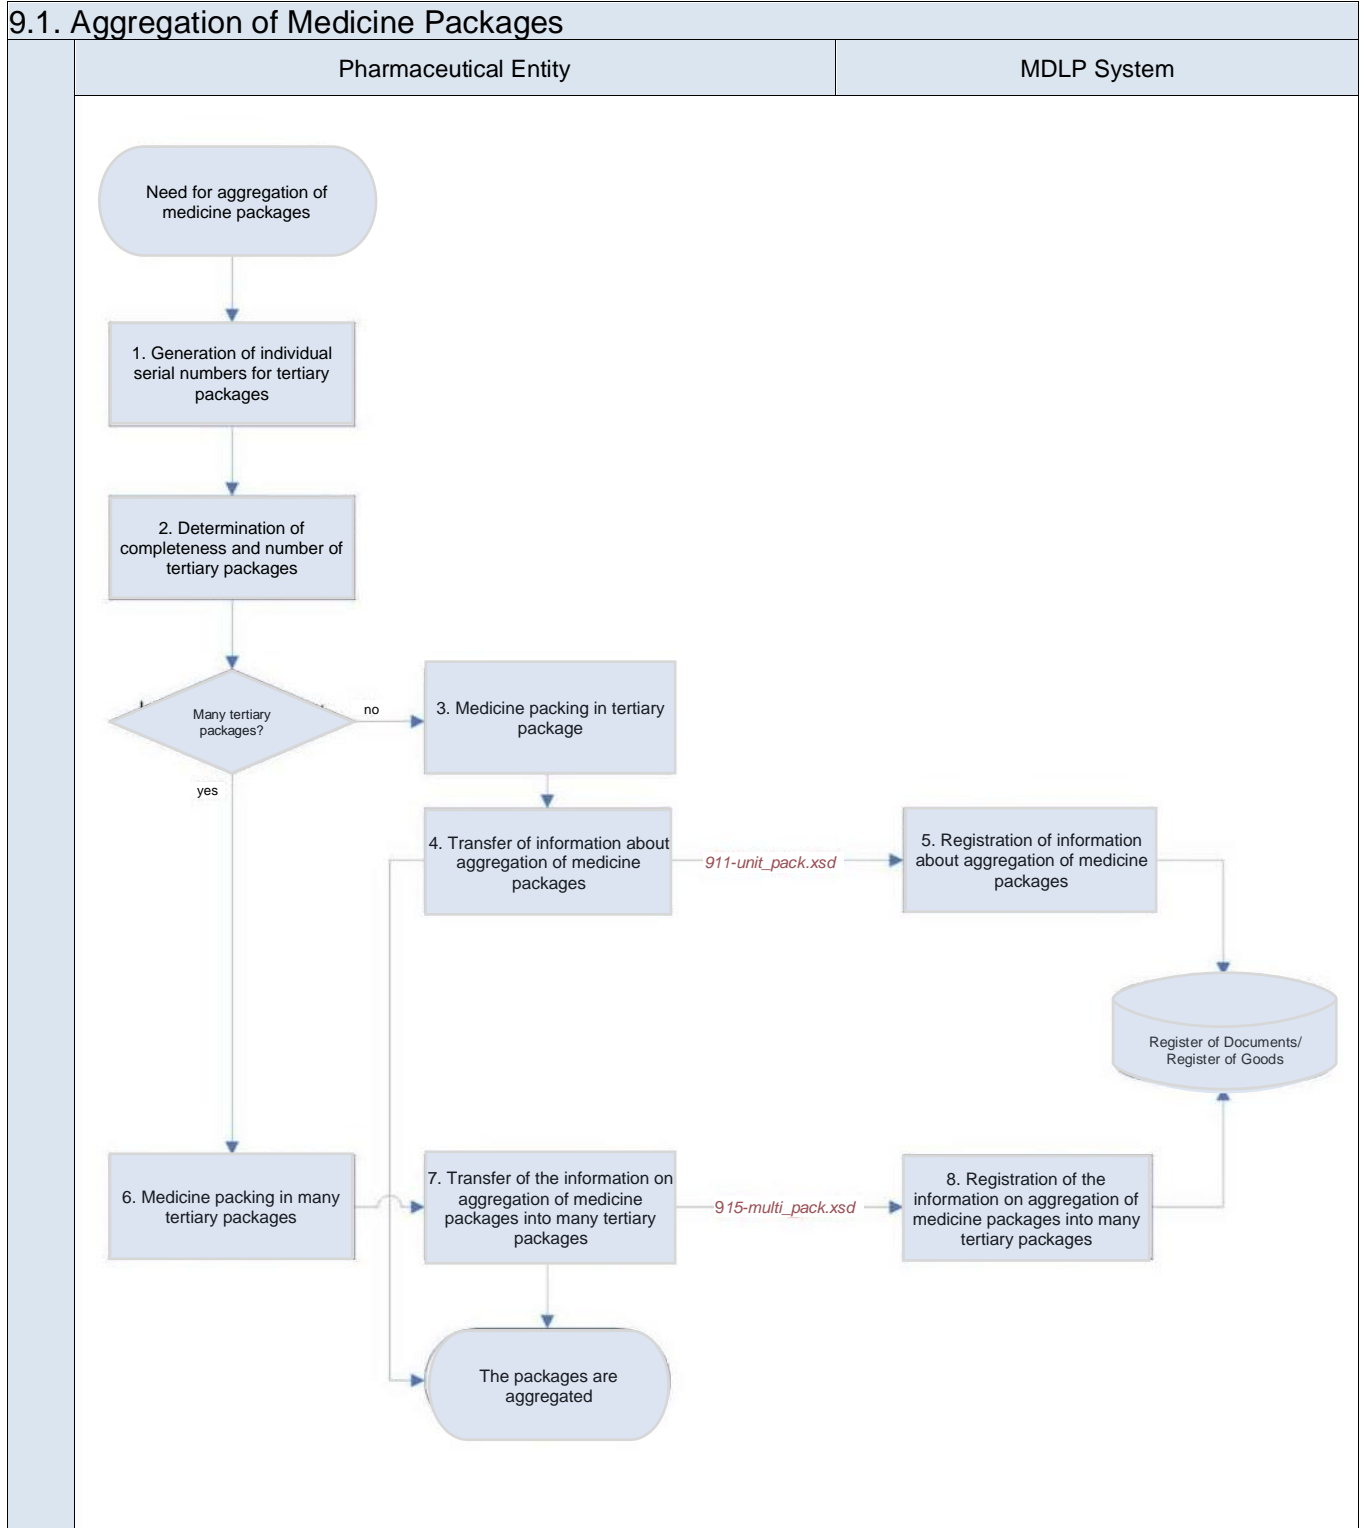 9.1. Aggregation of Medicine Packages
Pharmaceutical Entity
MDLP System
Need for aggregation of
medicine packages
1. Generation of individual
serial numbers for tertiary
packages
2. Determination of
completeness and number of
tertiary packages
Many tertiary
packages?
no
yes
3. Medicine packing in tertiary
package
4. Transfer of information about
aggregation of medicine
packages
911-unit_pack.xsd
5. Registration of information
about aggregation of medicine
packages
Register of Documents/
Register of Goods
6. Medicine packing in many
tertiary packages
7. Transfer of the information on
aggregation of medicine
packages into many tertiary
packages
915-multi_pack.xsd
8. Registration of the
information on aggregation of
medicine packages into many
tertiary packages
The packages are
aggregated